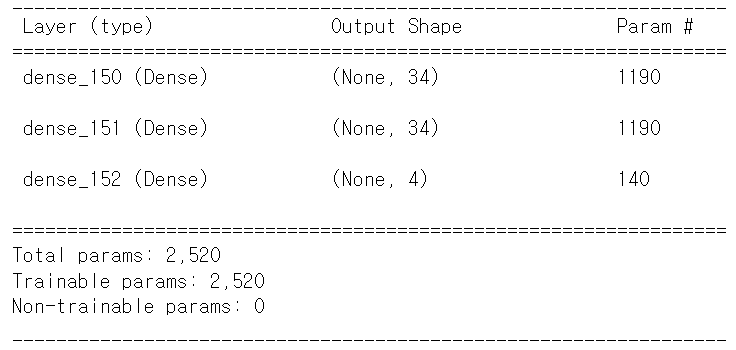 _________________________________________________________________
Layer (type)                 Output Shape              Param #
=================================================================
dense_150 (Dense)            (None, 34)                1190
dense_151 (Dense)            (None, 34)                1190
dense_152 (Dense)            (None, 4)                 140
=================================================================
Total params: 2,520
Trainable params: 2,520
Non-trainable params: 0
_________________________________________________________________